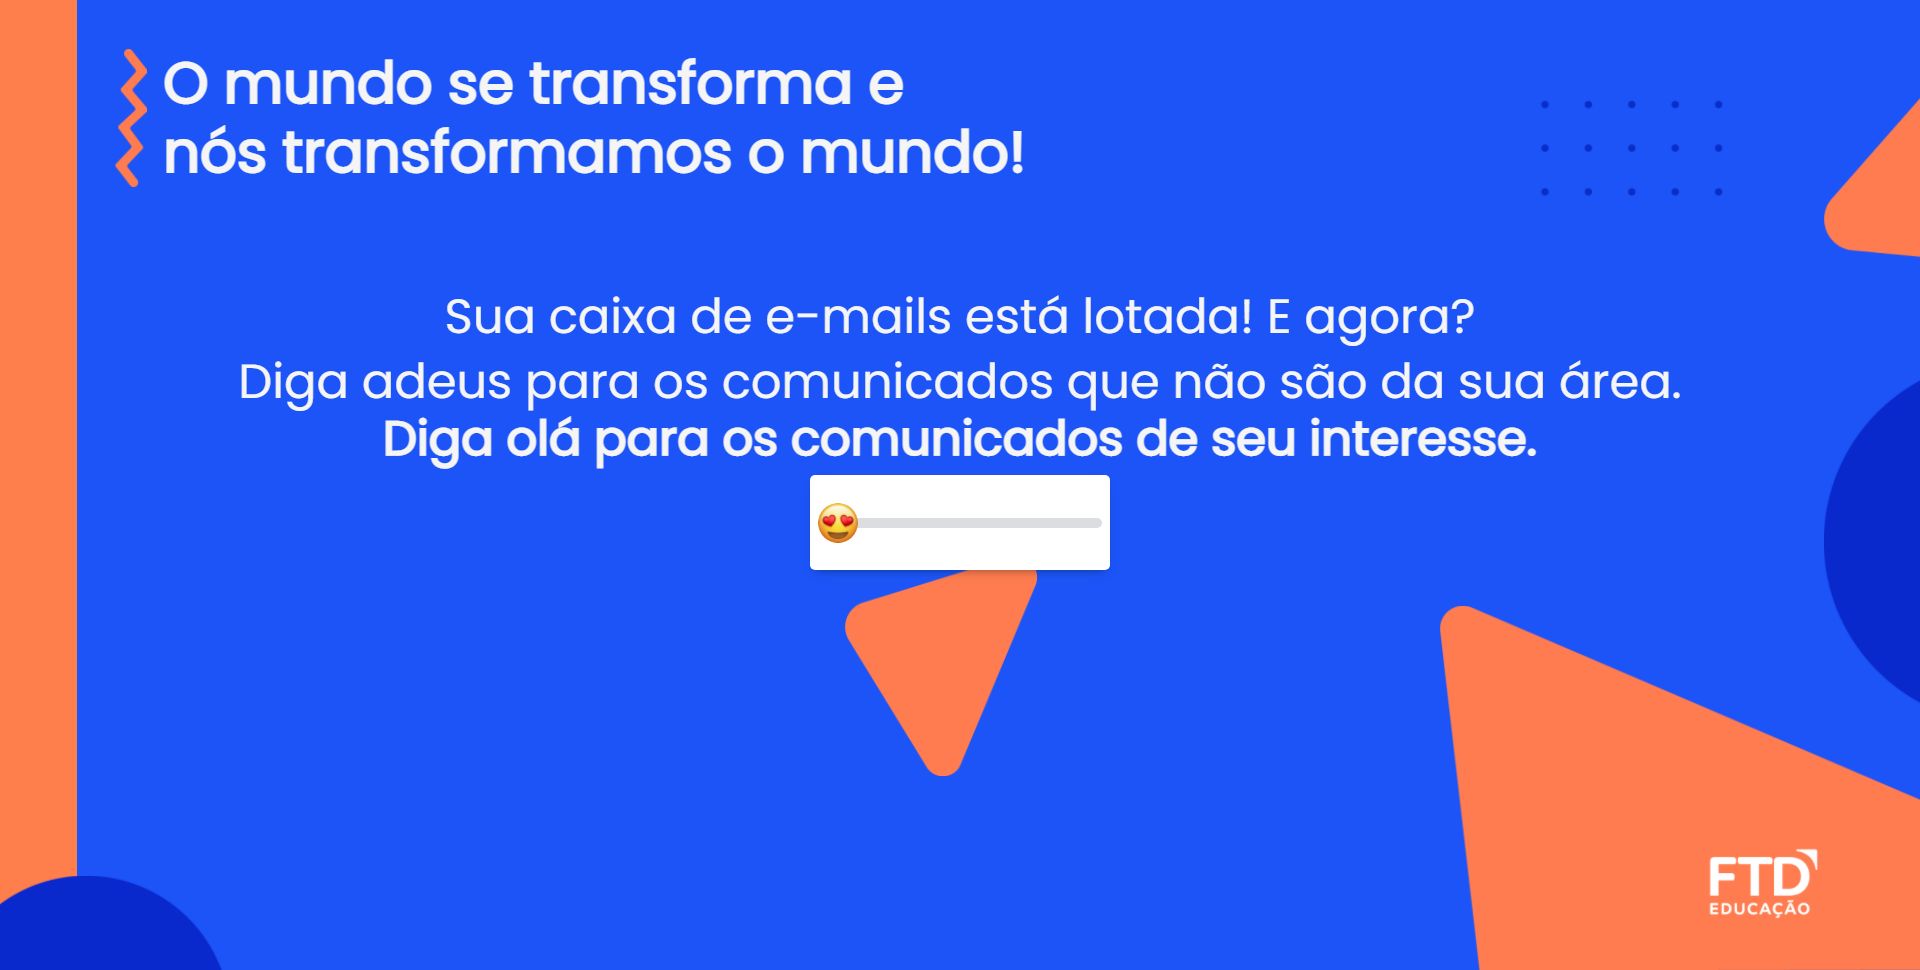 O mundo se transforma e
nós transformamos o mundo!
Sua caixa de e-mails está lotada! E agora?
Diga adeus para os comunicados que não são da sua área.
Diga olá para os comunicados de seu interesse.
FTD
EDUCAÇÃO